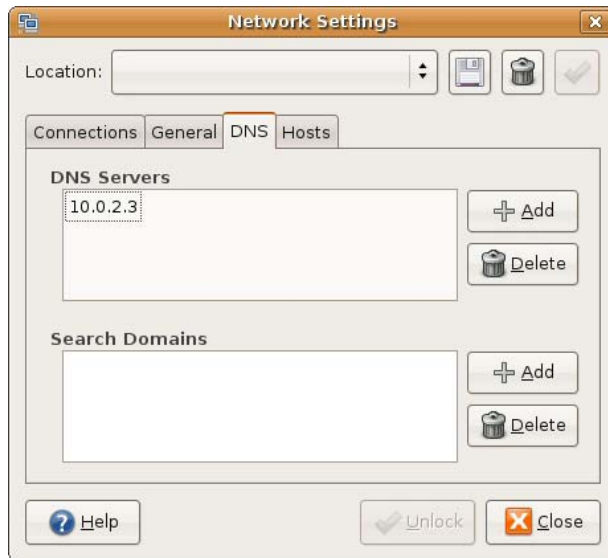 Network Settings
Location:
Connections General DNS Hosts
DNS Servers
10.0.2.3
Add
Delete
Search Domains
Add
Delete
Help Unlock Close